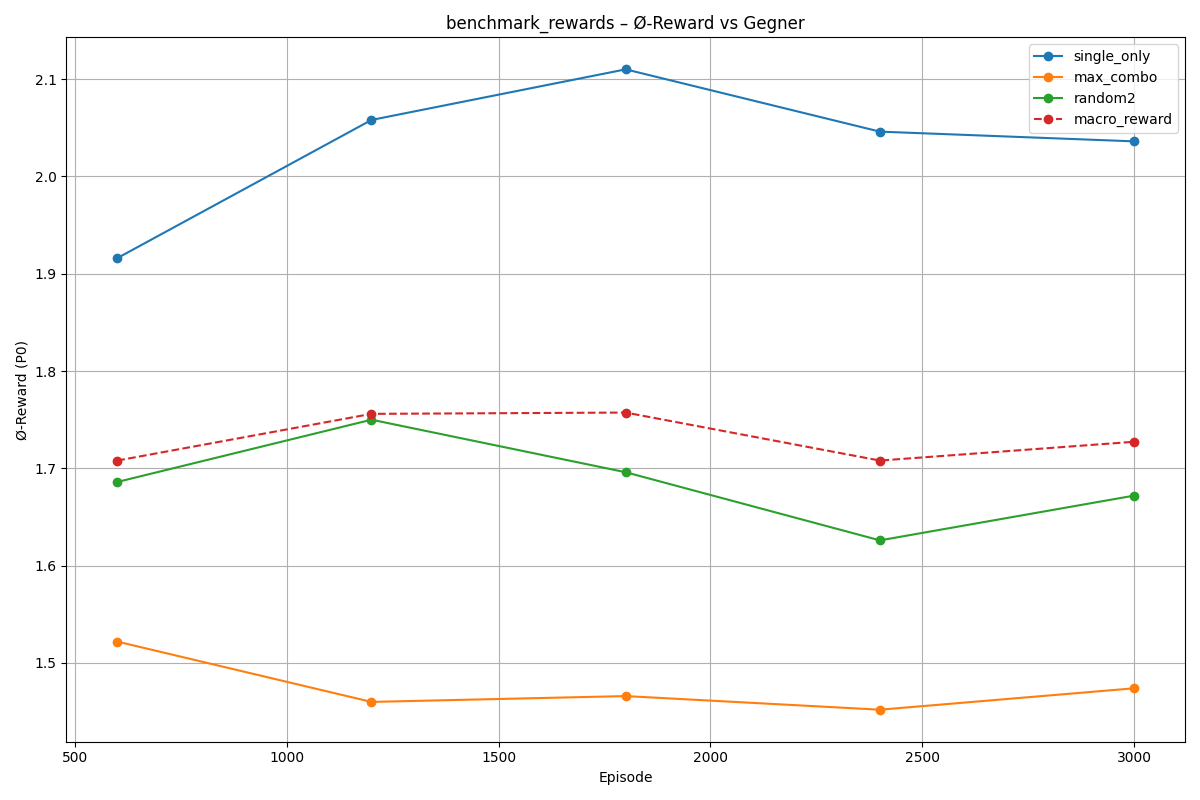 benchmark_rewards – Ø-Reward vs Gegner
single_only
max_combo
random2
macro_reward
Ø-Reward (P0)
2.1
2.0
1.9
1.8
1.7
1.6
1.5
500 1000 1500 2000 2500 3000
Episode